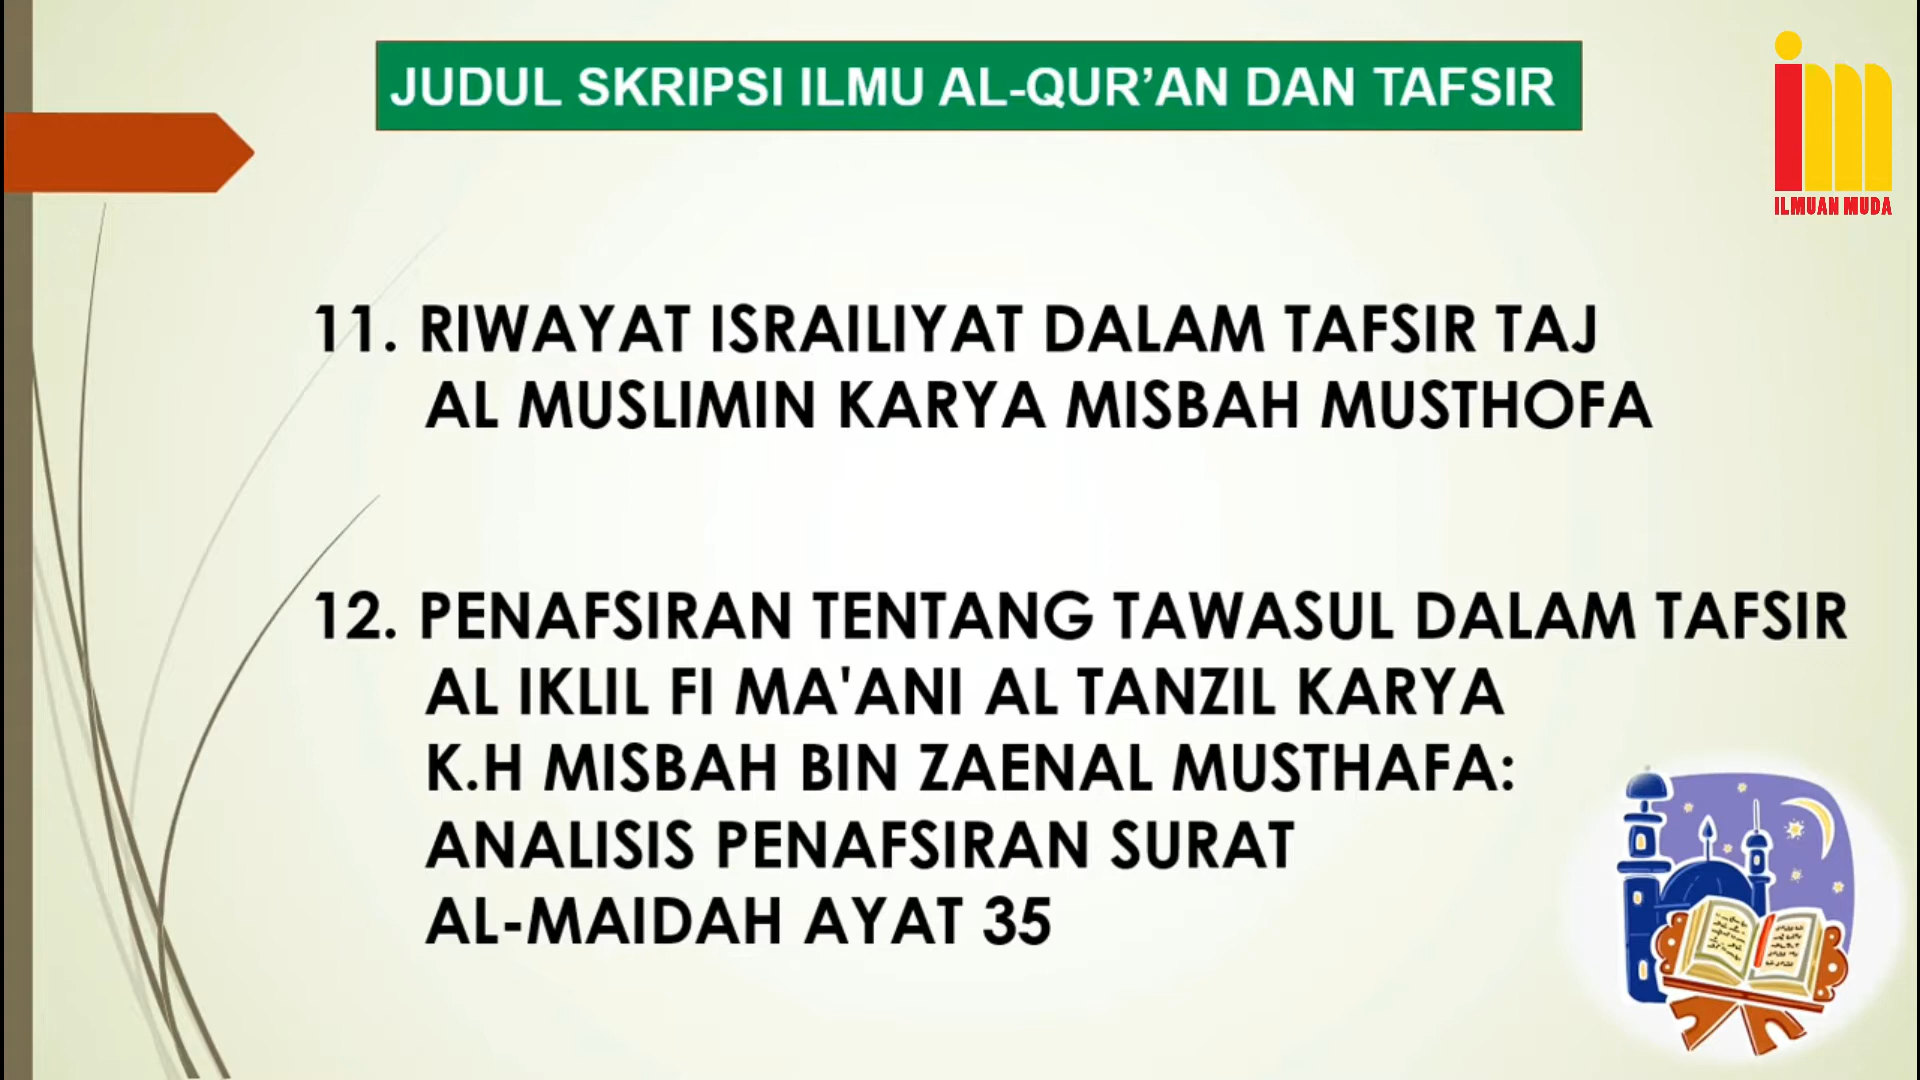 JUDUL SKRIPSI ILMU AL-QUR’AN DAN TAFSIR
ILMUAN MUDA
11. RIWAYAT ISRAILIYAT DALAM TAFSIR TAJ
AL MUSLIMIN KARYA MISBAH MUSTHOFA
12. PENAFSIRAN TENTANG TAWASUL DALAM TAFSIR
AL IKLIL FI MA'ANI AL TANZIL KARYA
K.H MISBAH BIN ZAENAL MUSTHAFA:
ANALISIS PENAFSIRAN SURAT
AL-MAIDAH AYAT 35